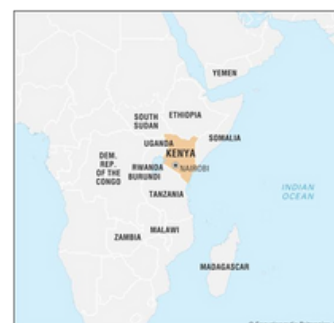 YEMEN
SOUTH
SUDAN
ETHIOPIA
UGANDA
SOMALIA
KENYA
DEM.
REP.
OF THE
CONGO
RWANDA
BURUNDI
NAIROBI
TANZANIA
INDIAN
OCEAN
MALAWI
ZAMBIA
MADAGASCAR